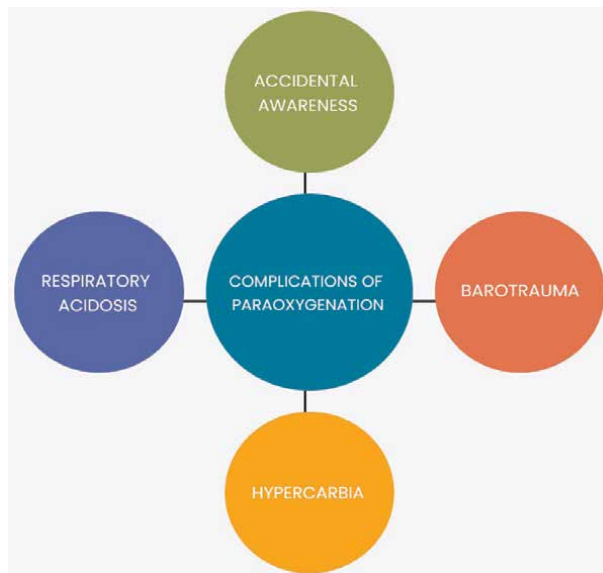 ACCIDENTAL
AWARENESS
RESPIRATORY
ACIDOSIS
COMPLICATIONS OF
PARAOXYGENATION
BAROTRAUMA
HYPERCARBIA